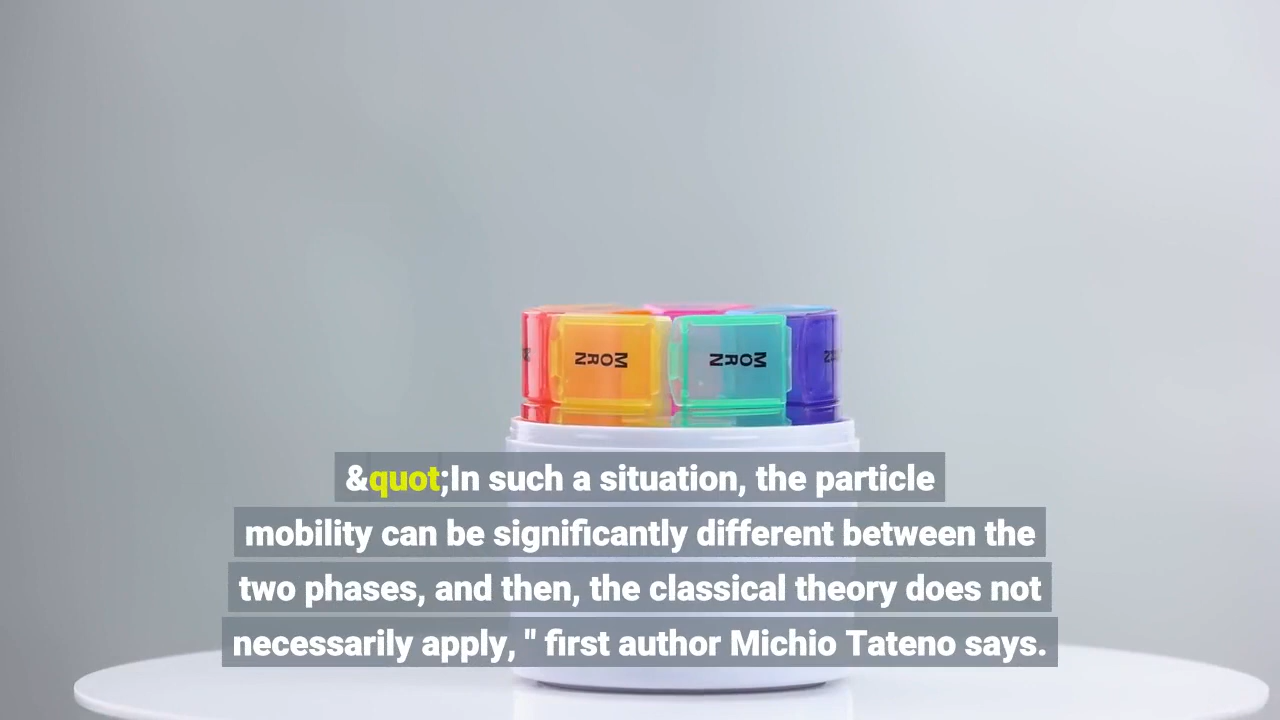 MORN
MORN
&quot;In such a situation, the particle
mobility can be significantly different between the
two phases, and then, the classical theory does not
necessarily apply, " first author Michio Tateno says.